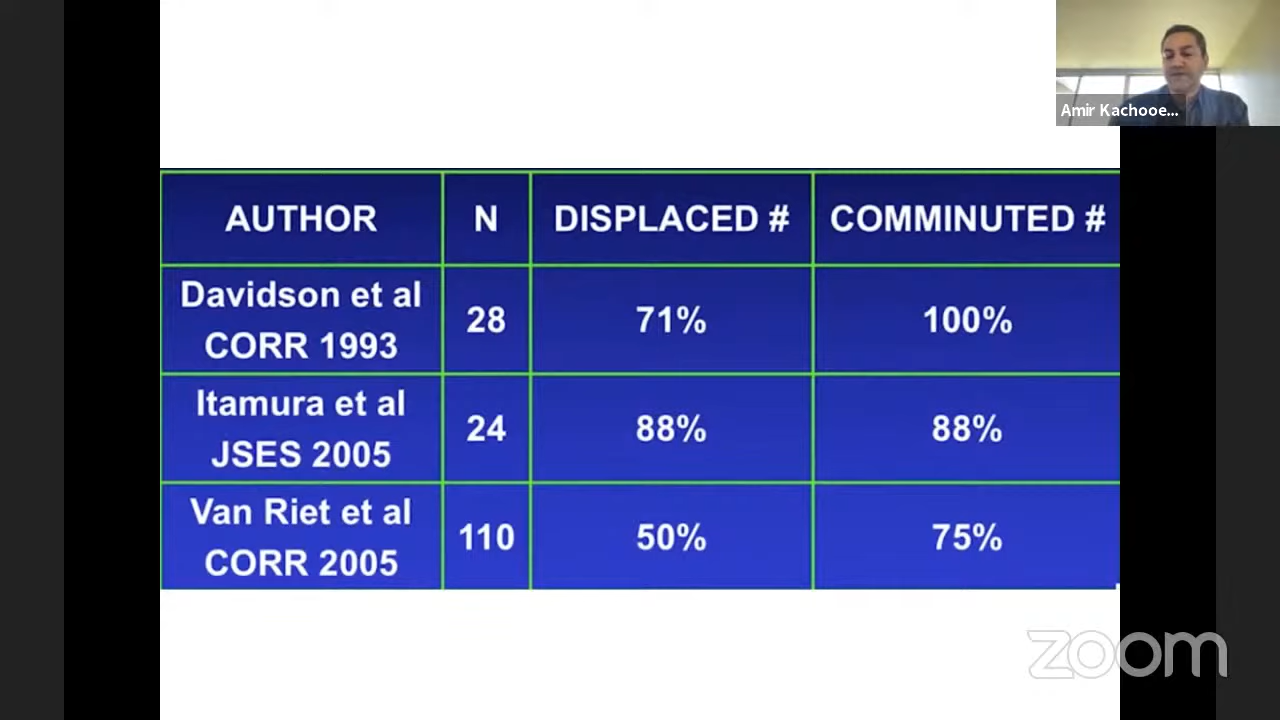 Amir Kachooe...
AUTHOR N DISPLACED # COMMINUTED #
Davidson et al
CORR 1993
28 71% 100%
Itamura et al
JSES 2005
24 88% 88%
Van Riet et al
CORR 2005
110 50% 75%
zoom